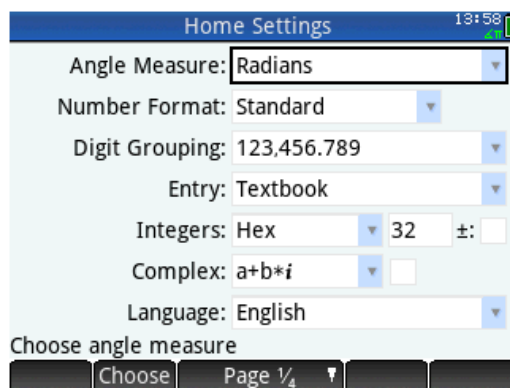 Home Settings 13:58
∠π
Angle Measure: Radians
Number Format: Standard
Digit Grouping: 123,456.789
Entry: Textbook
Integers: Hex 32 ±:
Complex: a+b*i
Language: English
Choose angle measure
Choose Page ¼